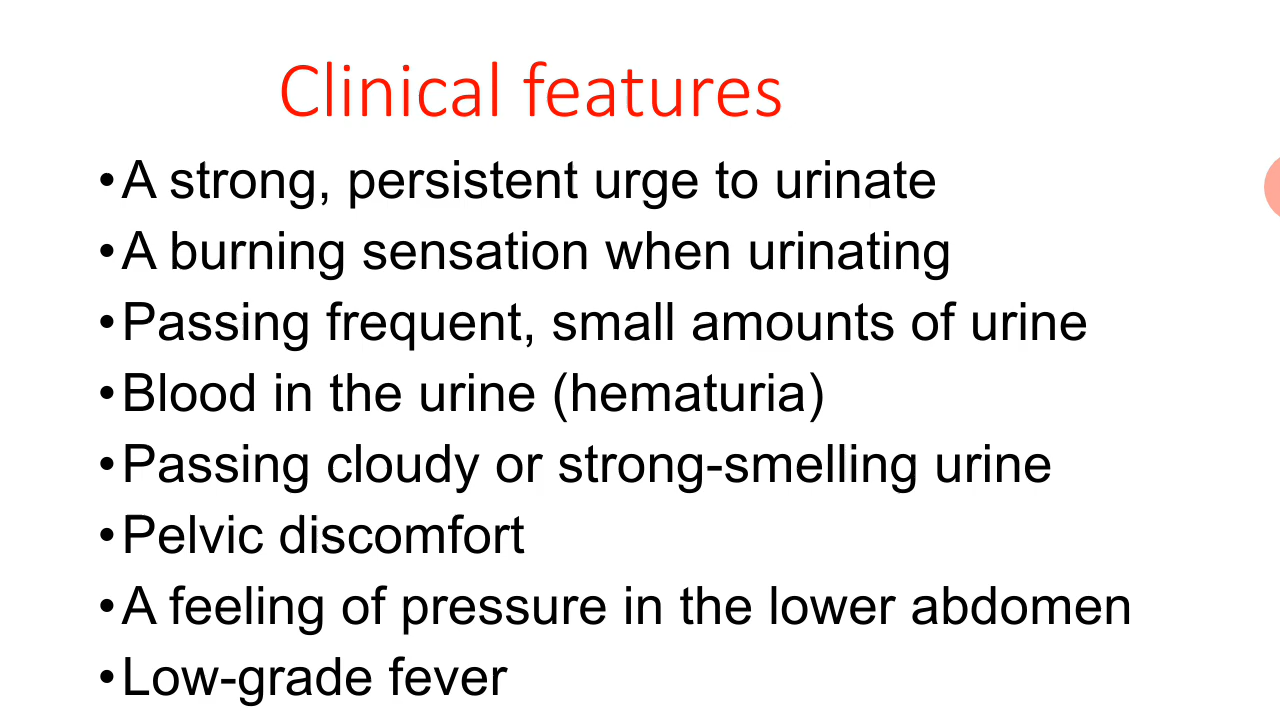 Clinical features
•A strong, persistent urge to urinate
•A burning sensation when urinating
•Passing frequent, small amounts of urine
•Blood in the urine (hematuria)
•Passing cloudy or strong-smelling urine
•Pelvic discomfort
•A feeling of pressure in the lower abdomen
•Low-grade fever